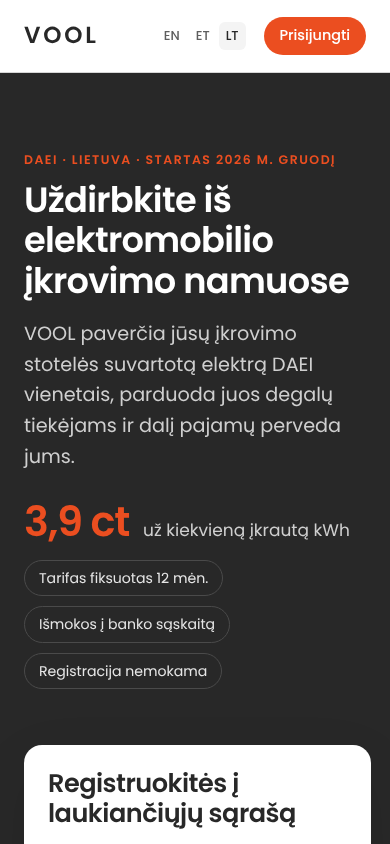 VOOL EN ET LT Prisijungti
DAEI · LIETUVA · STARTAS 2026 M. GRUODĮ
Uždirbkite iš
elektromobilio
įkrovimo namuose
VOOL paverčia jūsų įkrovimo
stotelės suvartotą elektrą DAEI
vienetais, parduoda juos degalų
tiekėjams ir dalį pajamų perveda
jums.
3,9 ct už kiekvieną įkrautą kWh
Tarifas fiksuotas 12 mėn.
Išmokos į banko sąskaitą
Registracija nemokama
Registruokitės į
laukiančiųjų sąrašą